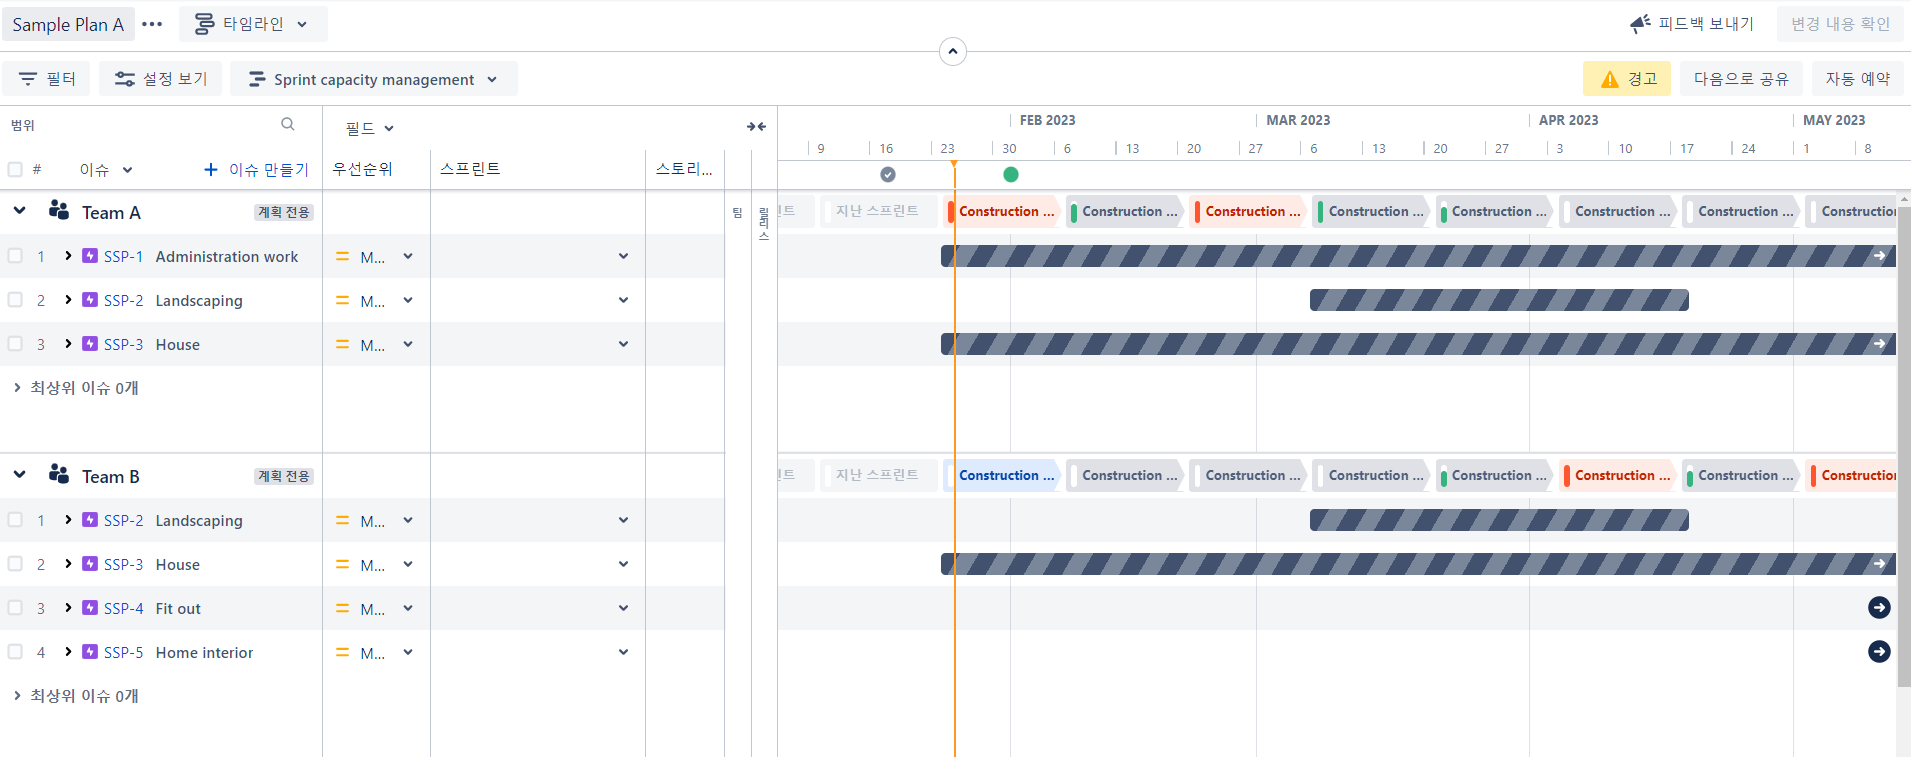 Sample Plan A ••• 타임라인 피드백 보내기 변경 내용 확인
필터 설정 보기 Sprint capacity management 경고 다음으로 공유 자동 예약
범위 필드 FEB 2023 MAR 2023 APR 2023 MAY 2023
# 이슈 + 이슈 만들기 우선순위 스프린트 스토리... 9 16 23 30 6 13 20 27 6 13 20 27 3 10 17 24 1 8
팀 릴리스
Team A 계획 전용 린트 지난 스프린트 Construction ... Construction ... Construction ... Construction ... Construction ... Construction ... Construction ... Constructio
1 SSP-1 Administration work M...
2 SSP-2 Landscaping M...
3 SSP-3 House M...
최상위 이슈 0개
Team B 계획 전용 린트 지난 스프린트 Construction ... Construction ... Construction ... Construction ... Construction ... Construction ... Construction ... Construction
1 SSP-2 Landscaping M...
2 SSP-3 House M...
3 SSP-4 Fit out M...
4 SSP-5 Home interior M...
최상위 이슈 0개